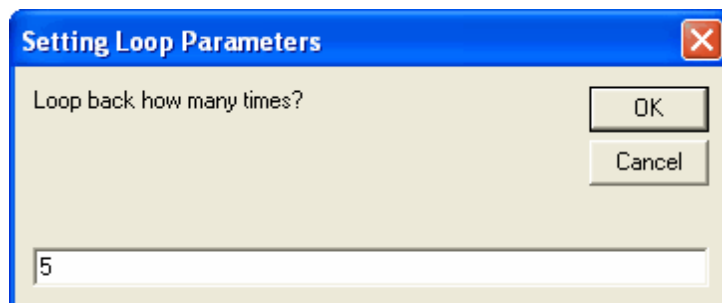 Setting Loop Parameters
Loop back how many times?
OK
Cancel
5